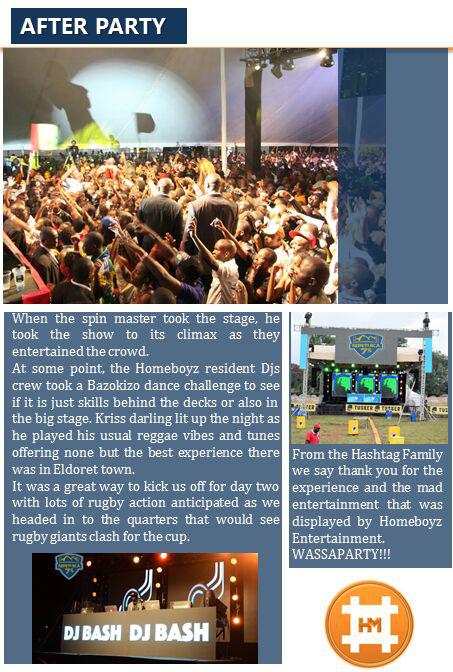 AFTER PARTY
When the spin master took the stage, he
took the show to its climax as they
entertained the crowd.
At some point, the Homeboyz resident Djs
crew took a Bazokizo dance challenge to see
if it is just skills behind the decks or also in
the big stage. Kriss darling lit up the night as
he played his usual reggae vibes and tunes
offering none but the best experience there
was in Eldoret town.
It was a great way to kick us off for day two
with lots of rugby action anticipated as we
headed in to the quarters that would see
rugby giants clash for the cup.
DJ BASH DJ BASH
TUSKER
TUSKER
From the Hashtag Family
we say thank you for the
experience and the mad
entertainment that was
displayed by Homeboyz
Entertainment.
WASSAPARTY!!!
HM